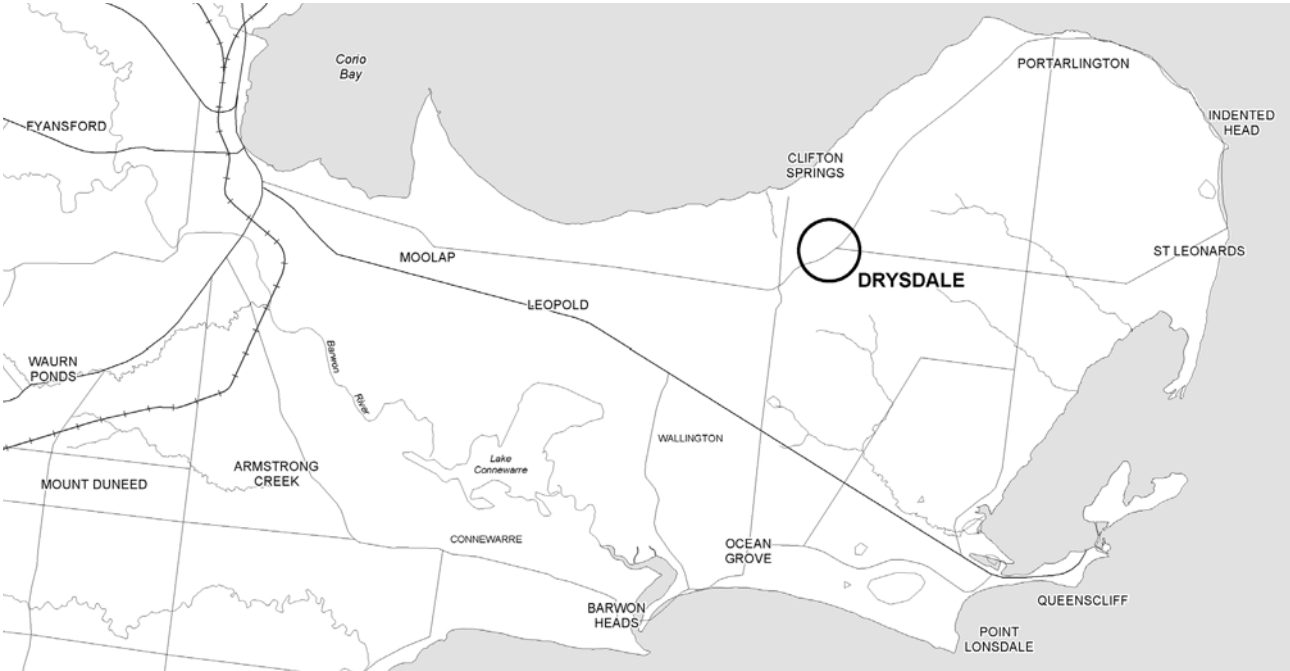 Corio
Bay
PORTARLINGTON
FYANSFORD
INDENTED
HEAD
CLIFTON
SPRINGS
MOOLAP
ST LEONARDS
DRYSDALE
LEOPOLD
WAURN
PONDS
Barwon
River
WALLINGTON
Lake
Connewarre
ARMSTRONG
CREEK
MOUNT DUNEED
CONNEWARRE
OCEAN
GROVE
BARWON
HEADS
QUEENSCLIFF
POINT
LONSDALE